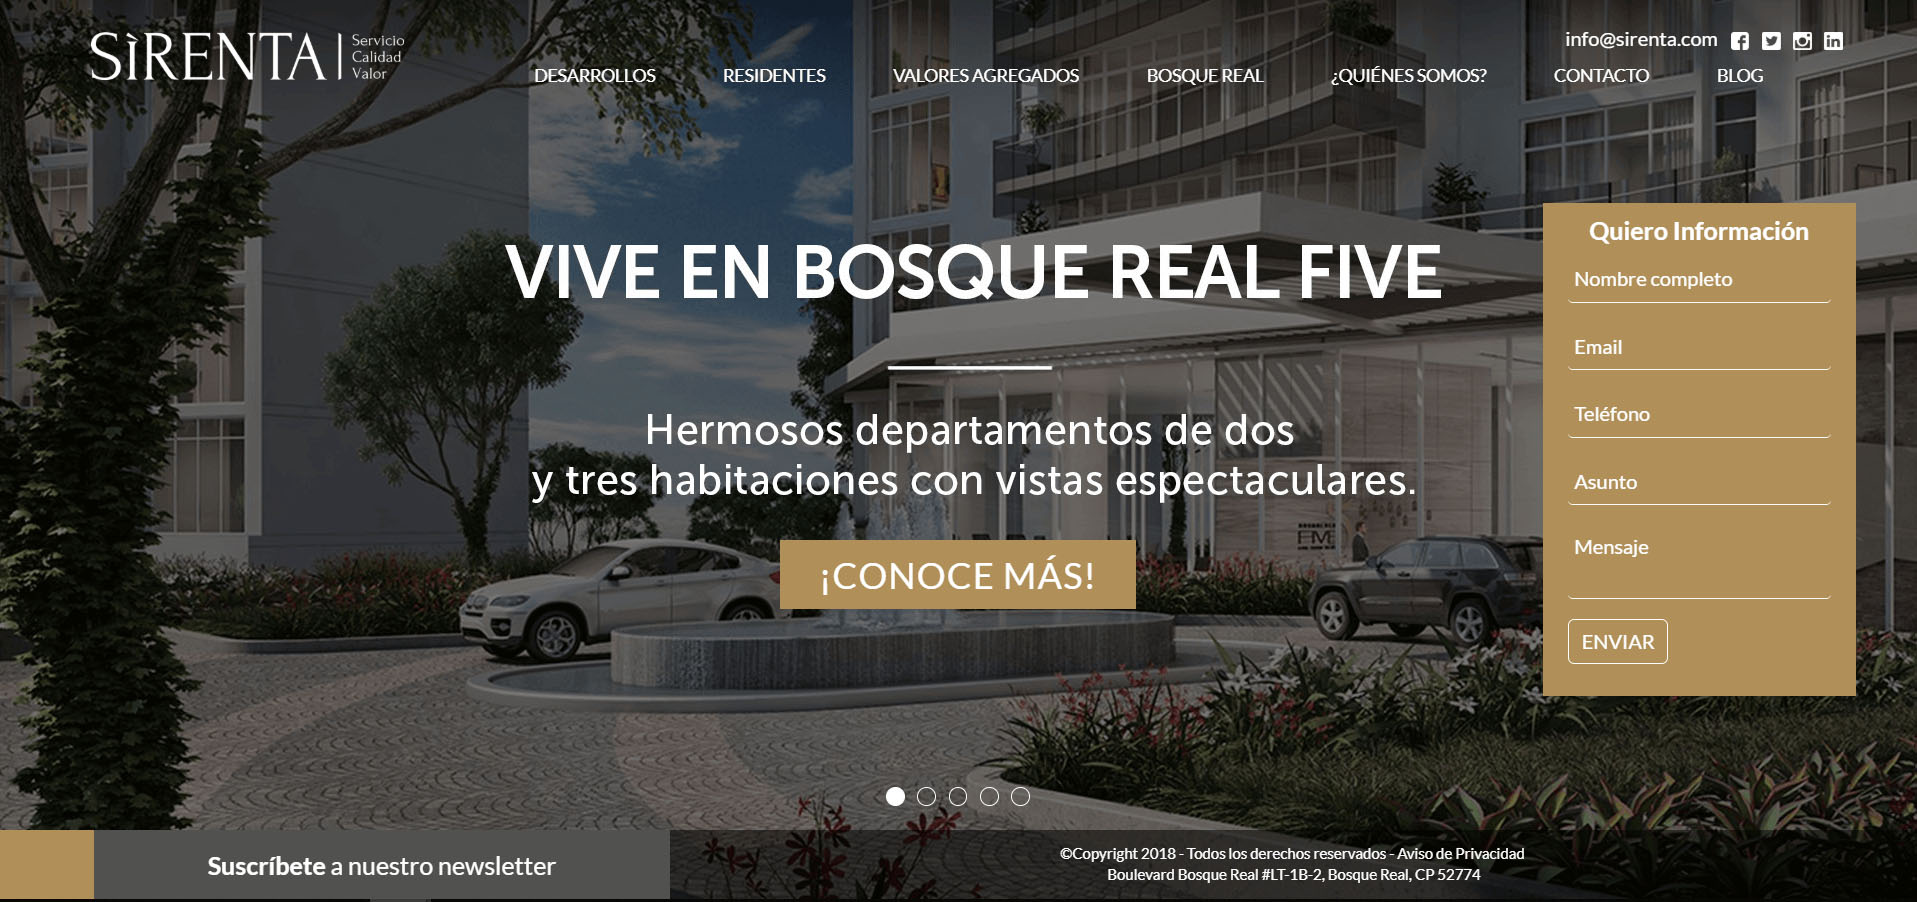 SÌRENTA
Servicio
Calidad
Valor
info@sirenta.com
DESARROLLOS
RESIDENTES
VALORES AGREGADOS
BOSQUE REAL
¿QUIÉNES SOMOS?
CONTACTO
BLOG
VIVE EN BOSQUE REAL FIVE
Hermosos departamentos de dos
y tres habitaciones con vistas espectaculares.
¡CONOCE MÁS!
Quiero Información
Nombre completo
Email
Teléfono
Asunto
Mensaje
ENVIAR
Suscríbete a nuestro newsletter
©Copyright 2018 - Todos los derechos reservados - Aviso de Privacidad
Boulevard Bosque Real #LT-1B-2, Bosque Real, CP 52774